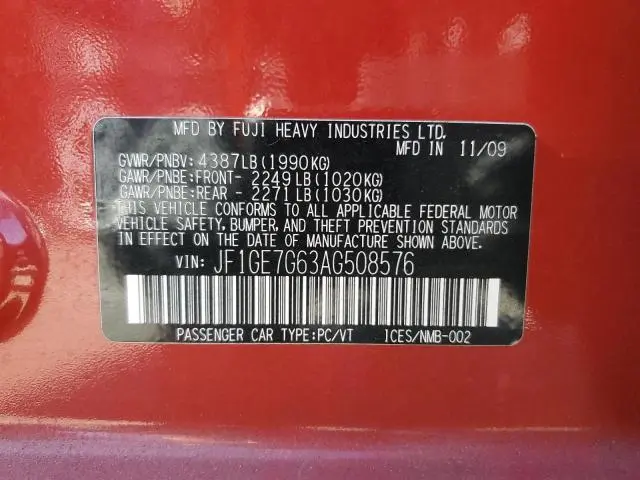 MFD BY FUJI HEAVY INDUSTRIES LTD.
MFD IN 11/09
GVWR/PNBV: 4387LB(1990KG)
GAWR/PNBE:FRONT- 2249LB(1020KG)
GAWR/PNBE:REAR - 2271LB(1030KG)
THIS VEHICLE CONFORMS TO ALL APPLICABLE FEDERAL MOTOR
VEHICLE SAFETY, BUMPER, AND THEFT PREVENTION STANDARDS
IN EFFECT ON THE DATE OF MANUFACTURE SHOWN ABOVE.
VIN: JF1GE7G63AG508576
PASSENGER CAR TYPE:PC/VT ICES/NMB-002